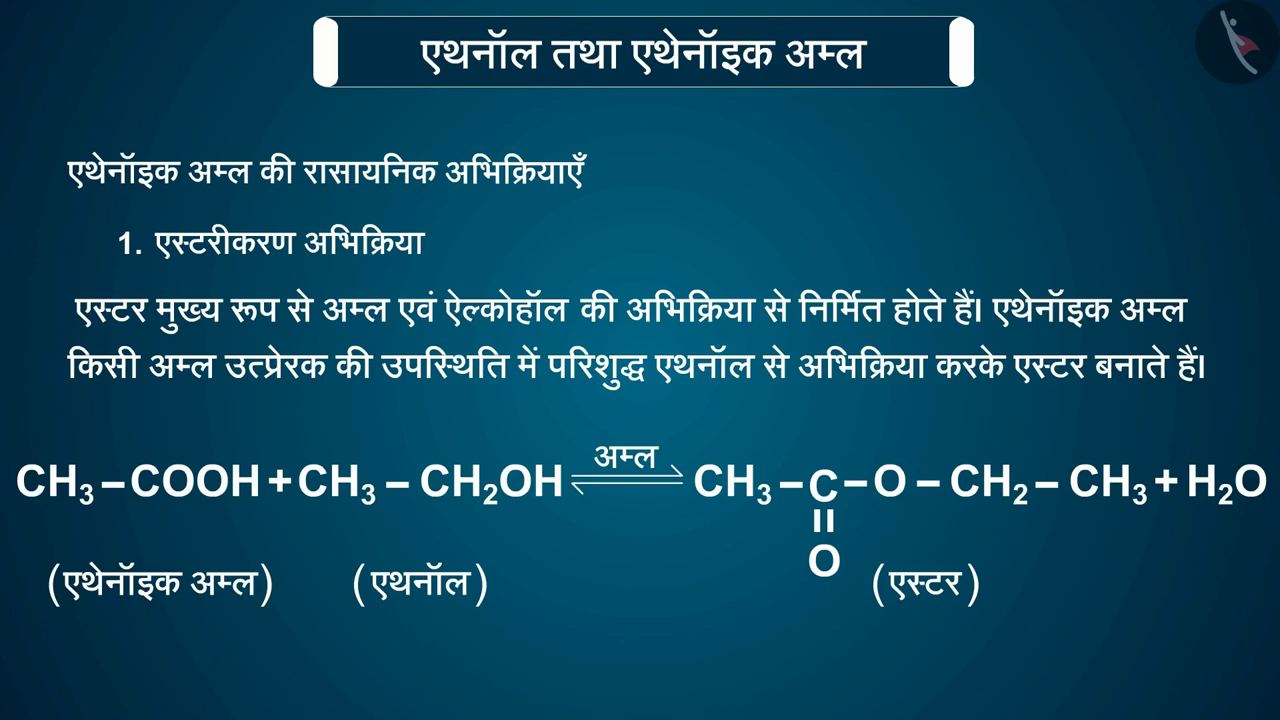 एथनॉल तथा एथेनॉइक अम्ल
एथेनॉइक अम्ल की रासायनिक अभिक्रियाएँ
1. एस्टरीकरण अभिक्रिया
एस्टर मुख्य रूप से अम्ल एवं ऐल्कोहॉल की अभिक्रिया से निर्मित होते हैं। एथेनॉइक अम्ल
किसी अम्ल उत्प्रेरक की उपस्थिति में परिशुद्ध एथनॉल से अभिक्रिया करके एस्टर बनाते हैं।
अम्ल
CH₃ – COOH + CH₃ – CH₂OH ⇌ CH₃ – C – O – CH₂ – CH₃ + H₂O
||
O
(एथेनॉइक अम्ल) (एथनॉल) (एस्टर)